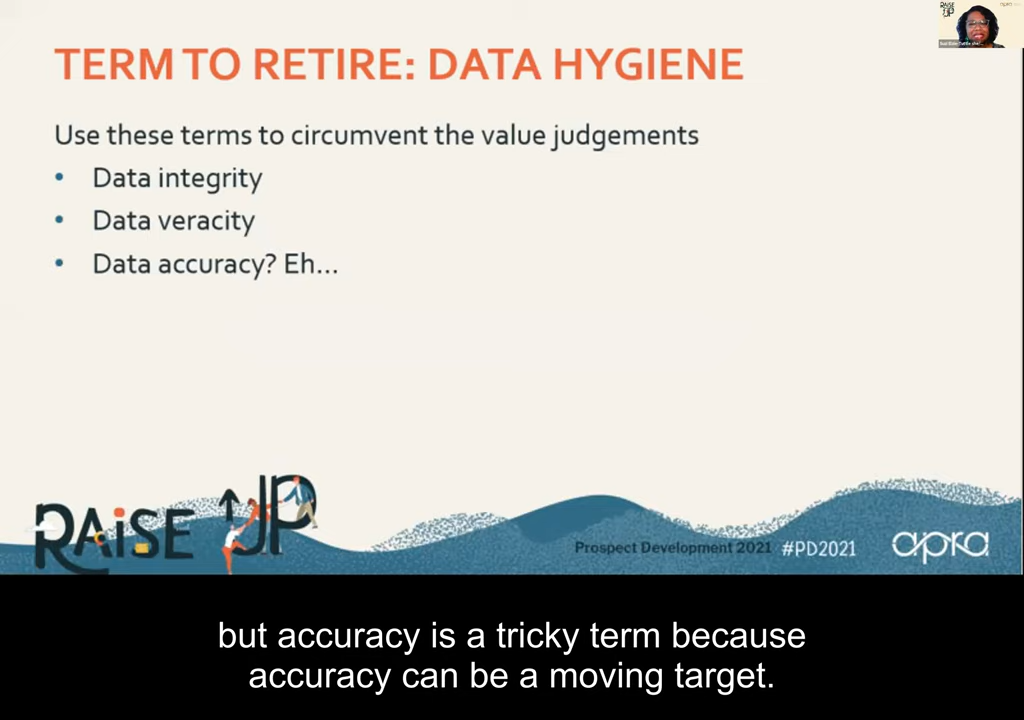 TERM TO RETIRE: DATA HYGIENE
Use these terms to circumvent the value judgements
• Data integrity
• Data veracity
• Data accuracy? Eh...
RAiSE UP
Prospect Development 2021 #PD2021 apra
but accuracy is a tricky term because
accuracy can be a moving target.